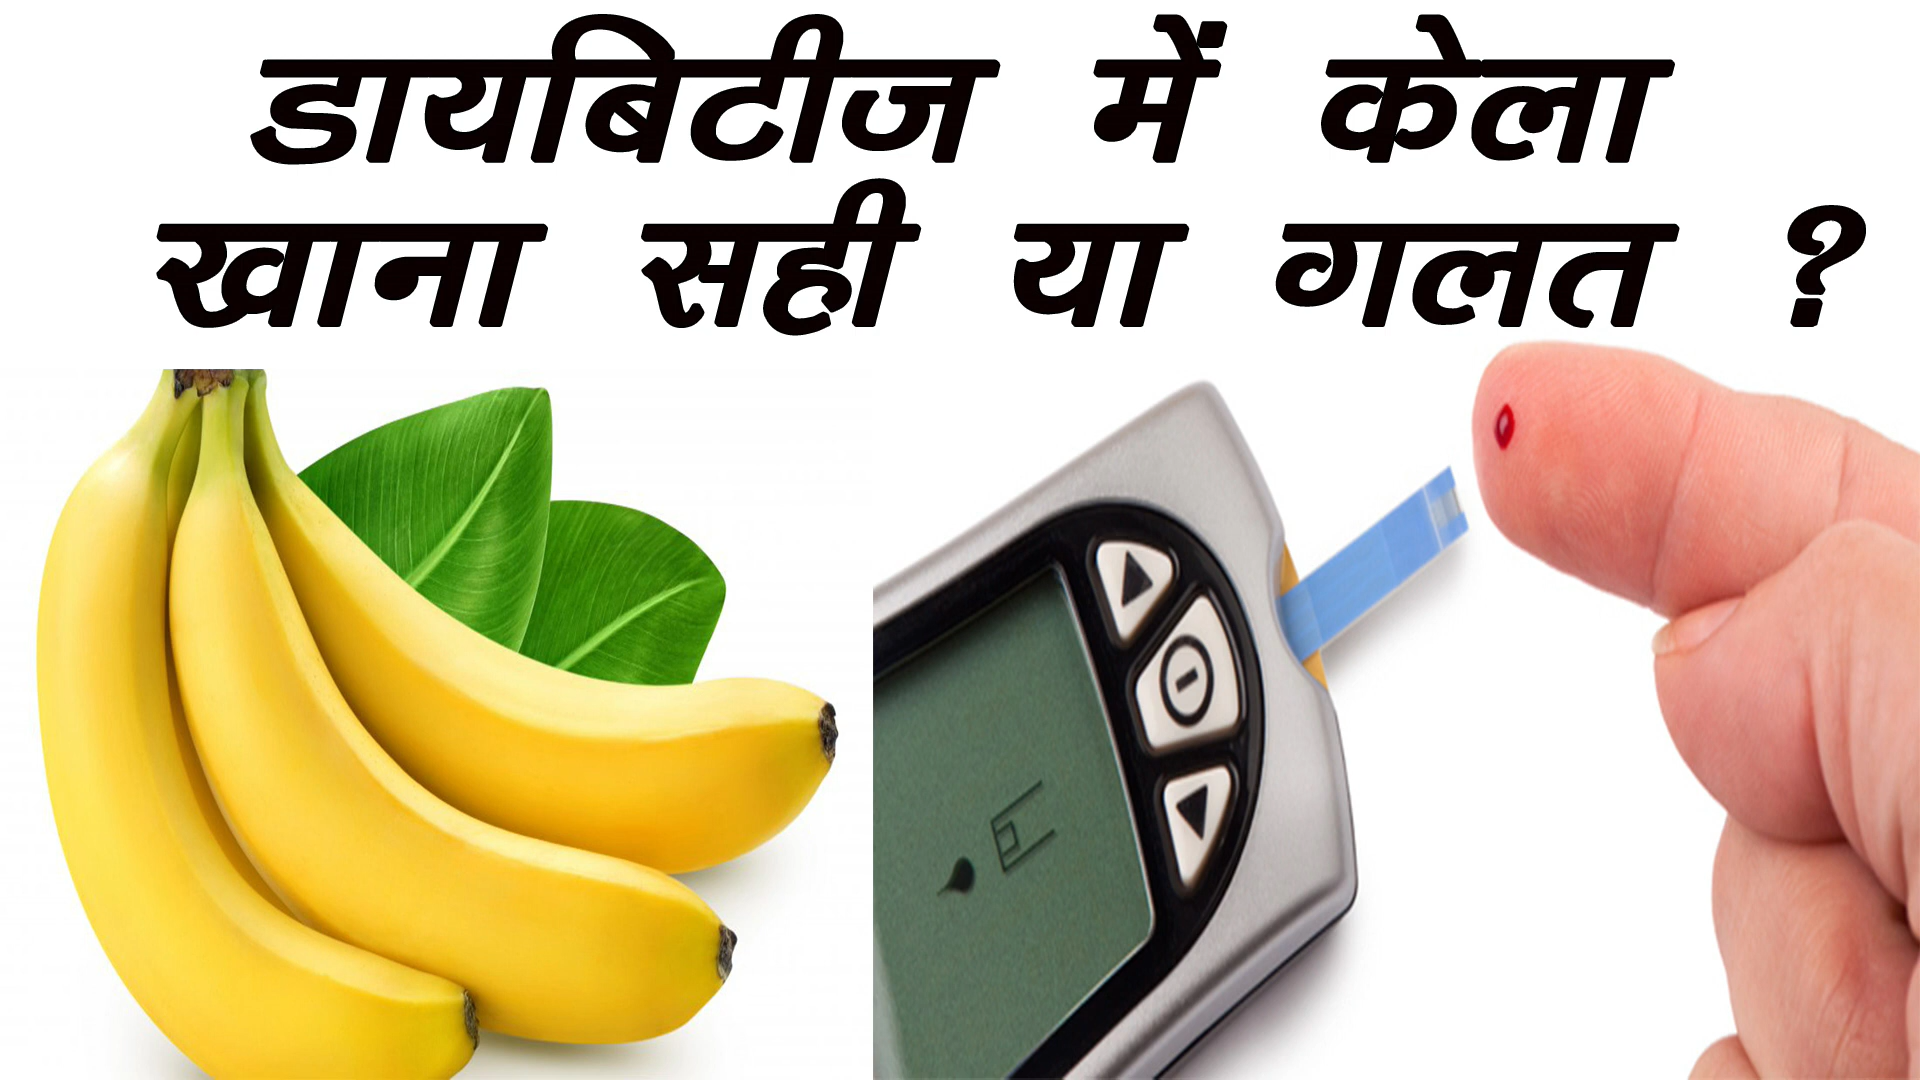 डायबिटीज में केला
खाना सही या गलत ?